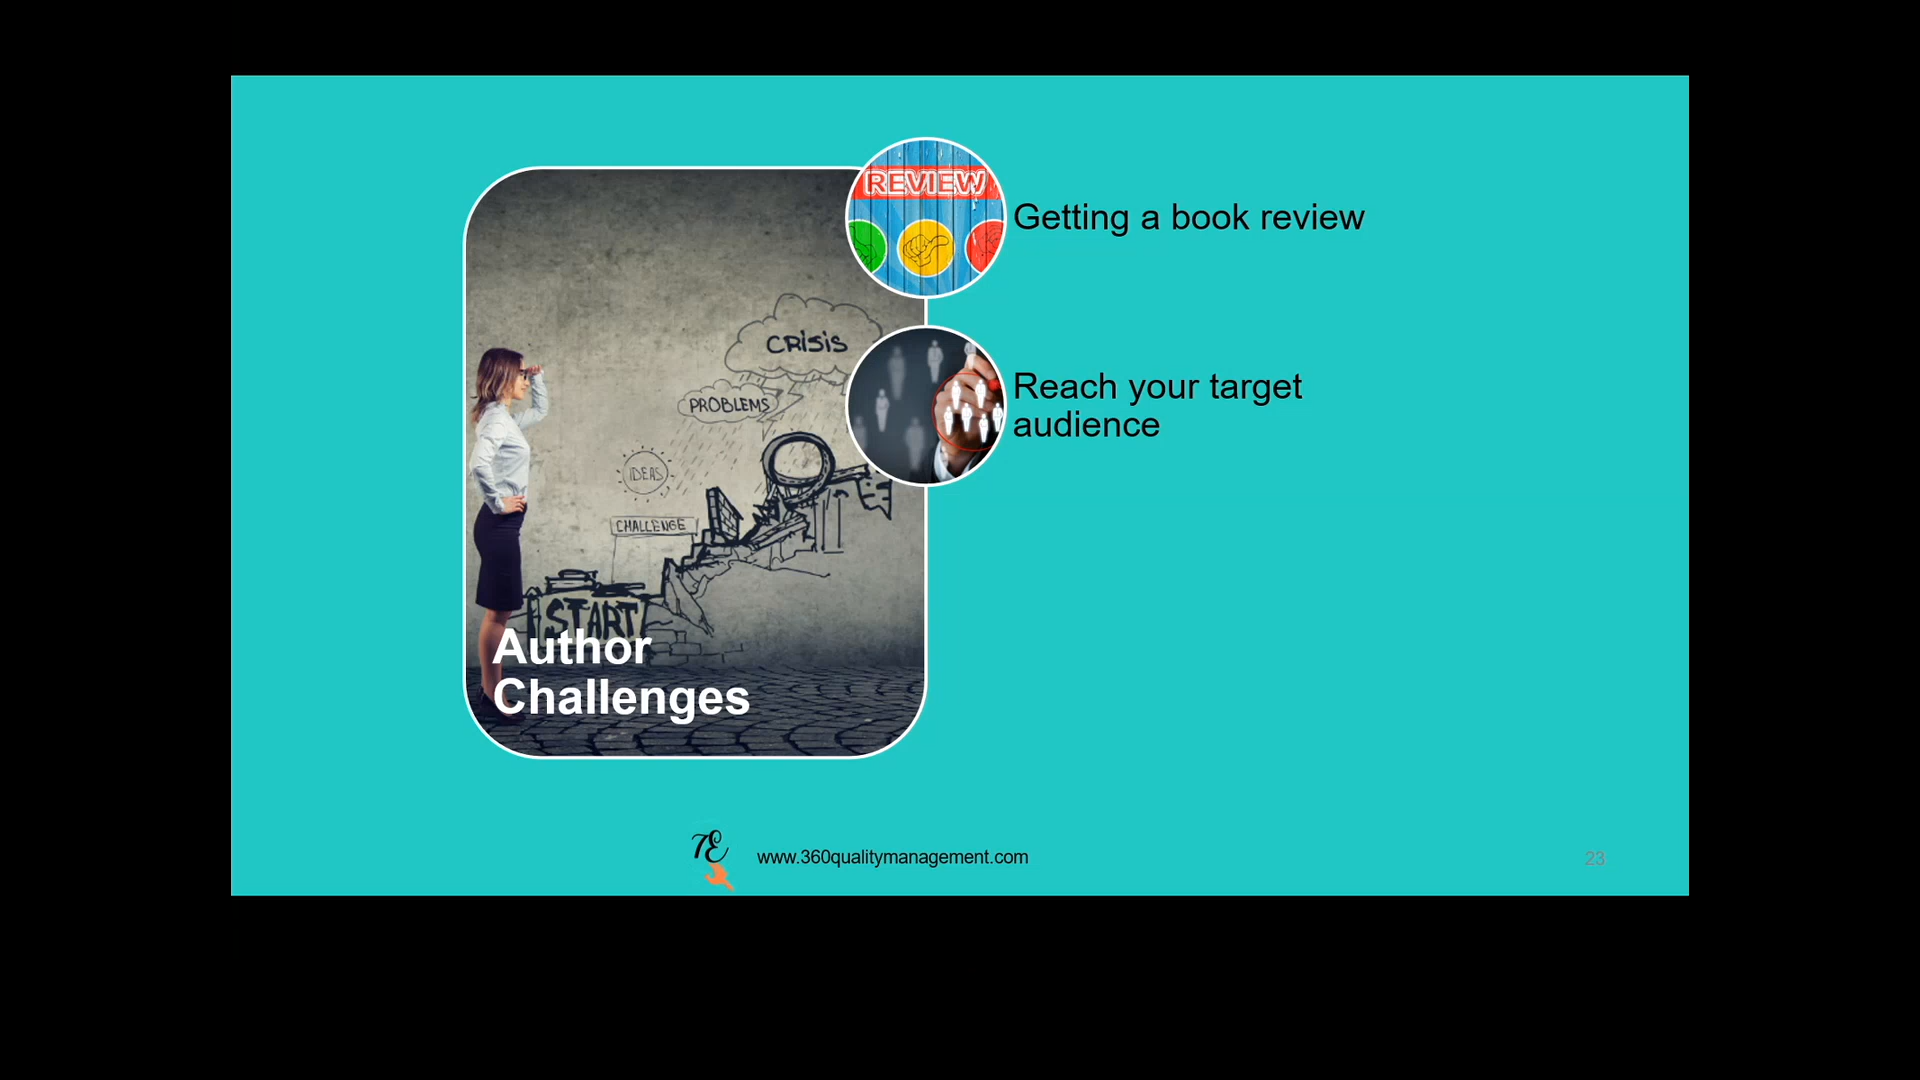 REVIEW
Getting a book review
CRISIS
Reach your target
audience
PROBLEMS
IDEAS
CHALLENGE
START
Author
Challenges
TE
www.360qualitymanagement.com
23